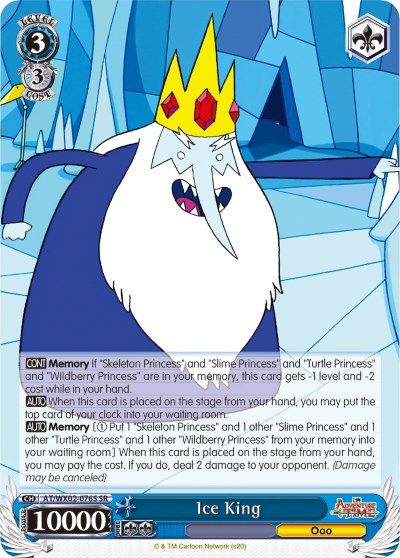 LEVEL
3
3
COST
CONT Memory If "Skeleton Princess" and "Slime Princess" and "Turtle Princess"
and "Wildberry Princess" are in your memory, this card gets -1 level and -2
cost while in your hand.
AUTO When this card is placed on the stage from your hand, you may put the
top card of your clock into your waiting room.
AUTO Memory [① Put 1 "Skeleton Princess" and 1 other "Slime Princess" and 1
other "Turtle Princess" and 1 other "Wildberry Princess" from your memory into
your waiting room] When this card is placed on the stage from your hand,
you may pay the cost. If you do, deal 2 damage to your opponent. (Damage
may be canceled)
CH AT/WX02-076S SR
POWER 10000
SOUL
Ice King
Ooo
ADVENTURE TIME
© & TM Cartoon Network (s20)